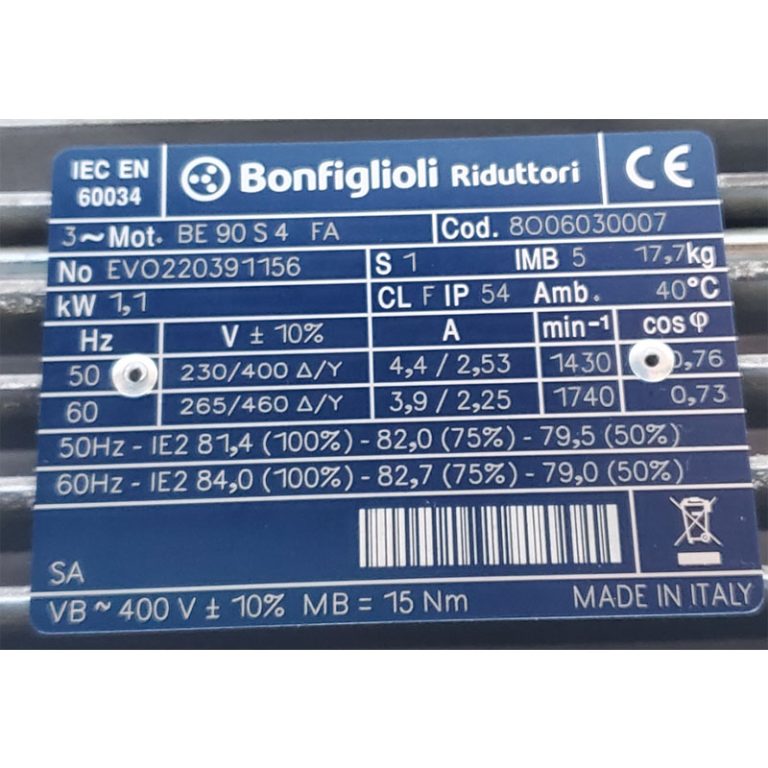 IEC EN 60034 Bonfiglioli Riduttori CE
3~Mot. BE 90 S 4 FA Cod. 8O06030007
No EVO220391156 S 1 IMB 5 17,7kg
kW 1,1 CL F IP 54 Amb. 40°C
Hz V ± 10% A min-1 cos φ
50 230/400 Δ/Y 4,4 / 2,53 1430 0,76
60 265/460 Δ/Y 3,9 / 2,25 1740 0,73
50Hz - IE2 81,4 (100%) - 82,0 (75%) - 79,5 (50%)
60Hz - IE2 84,0 (100%) - 82,7 (75%) - 79,0 (50%)
SA
VB ~ 400 V ± 10% MB = 15 Nm MADE IN ITALY